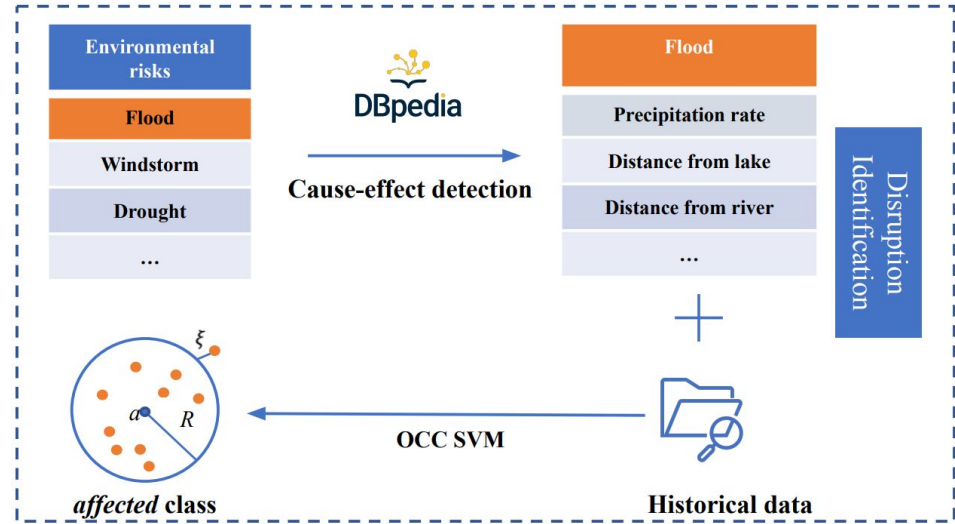 Environmental
risks
Flood
Windstorm
Drought
...
DBpedia
Cause-effect detection
Flood
Precipitation rate
Distance from lake
Distance from river
...
Disruption
Identification
ξ
a
R
affected class
OCC SVM
Historical data